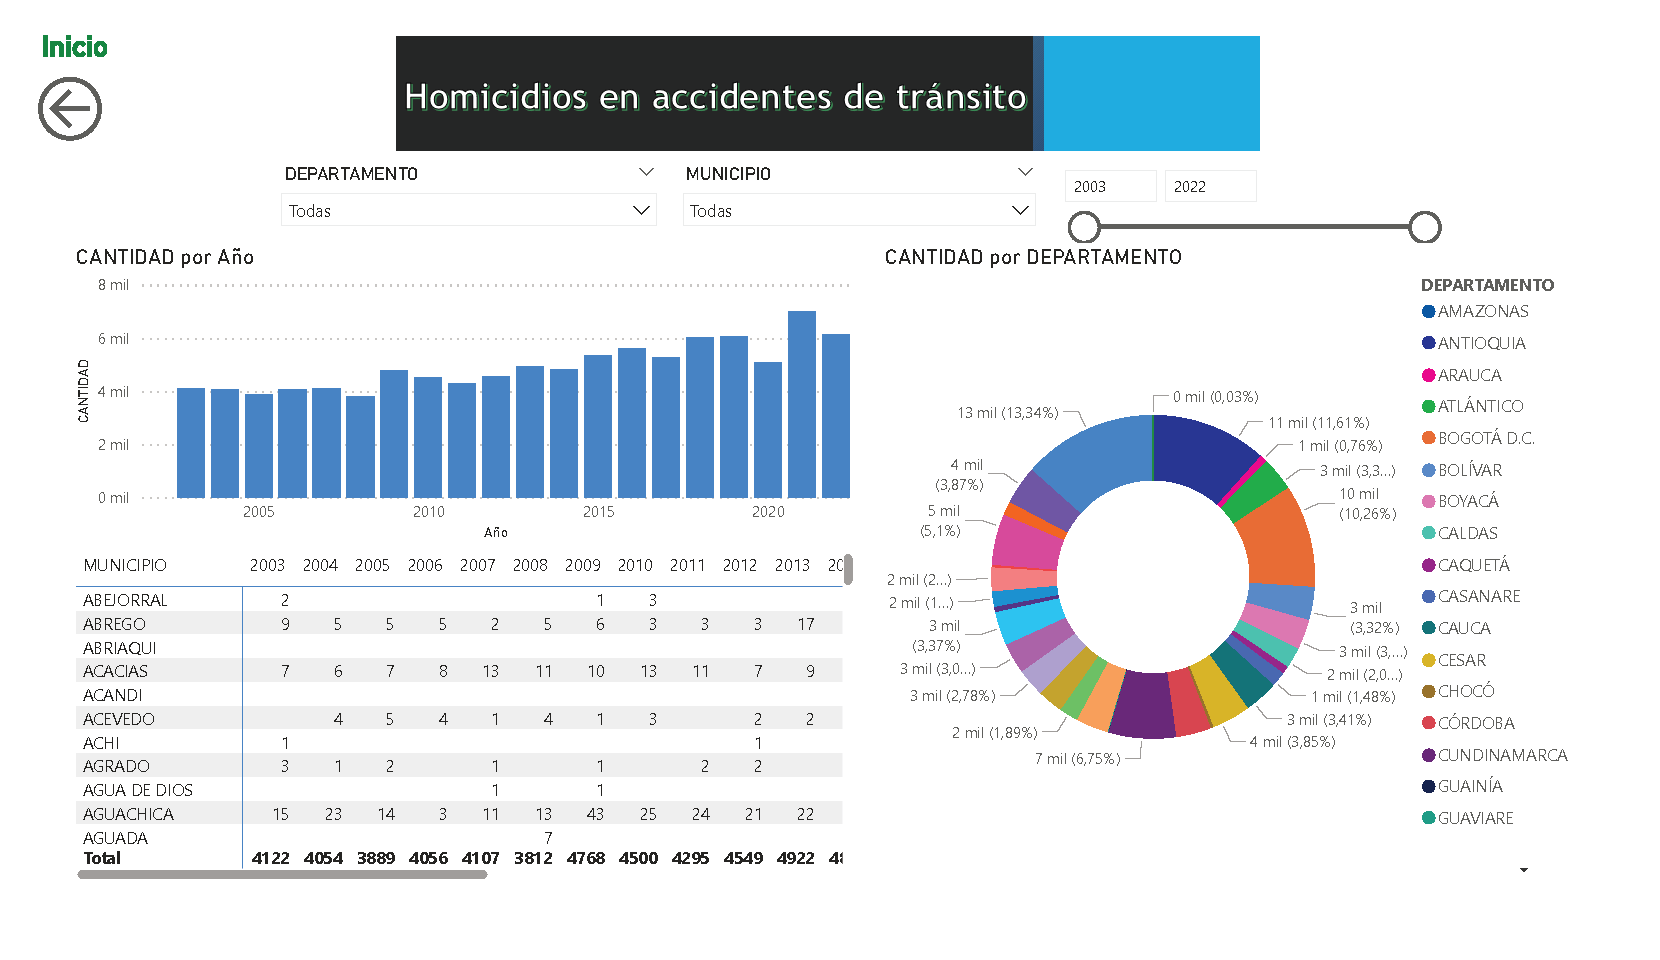 Inicio
Homicidios en accidentes de tránsito
DEPARTAMENTO
Todas
MUNICIPIO
Todas
2003 2022
CANTIDAD por Año
8 mil
6 mil
4 mil
2 mil
0 mil
CANTIDAD
2005 2010 2015 2020
Año
MUNICIPIO 2003 2004 2005 2006 2007 2008 2009 2010 2011 2012 2013
ABEJORRAL 2 1 3
ABREGO 9 5 5 5 2 5 6 3 3 3 17
ABRIAQUI
ACACIAS 7 6 7 8 13 11 10 13 11 7 9
ACANDI
ACEVEDO 4 5 4 1 4 1 3 2 2
ACHI 1 1
AGRADO 3 1 2 1 1 2 2
AGUA DE DIOS 1 1
AGUACHICA 15 23 14 3 11 13 43 25 24 21 22
AGUADA 7
Total 4122 4054 3889 4056 4107 3812 4768 4500 4295 4549 4922
CANTIDAD por DEPARTAMENTO
0 mil (0,03%)
11 mil (11,61%)
1 mil (0,76%)
3 mil (3,3...)
10 mil
(10,26%)
3 mil
(3,32%)
3 mil (3,...)
2 mil (2,0...)
1 mil (1,48%)
3 mil (3,41%)
4 mil (3,85%)
7 mil (6,75%)
2 mil (1,89%)
3 mil (2,78%)
3 mil (3,0...)
3 mil
(3,37%)
2 mil (1...)
2 mil (2...)
5 mil
(5,1%)
4 mil
(3,87%)
13 mil (13,34%)
DEPARTAMENTO
AMAZONAS
ANTIOQUIA
ARAUCA
ATLÁNTICO
BOGOTÁ D.C.
BOLÍVAR
BOYACÁ
CALDAS
CAQUETÁ
CASANARE
CAUCA
CESAR
CHOCÓ
CÓRDOBA
CUNDINAMARCA
GUAINÍA
GUAVIARE